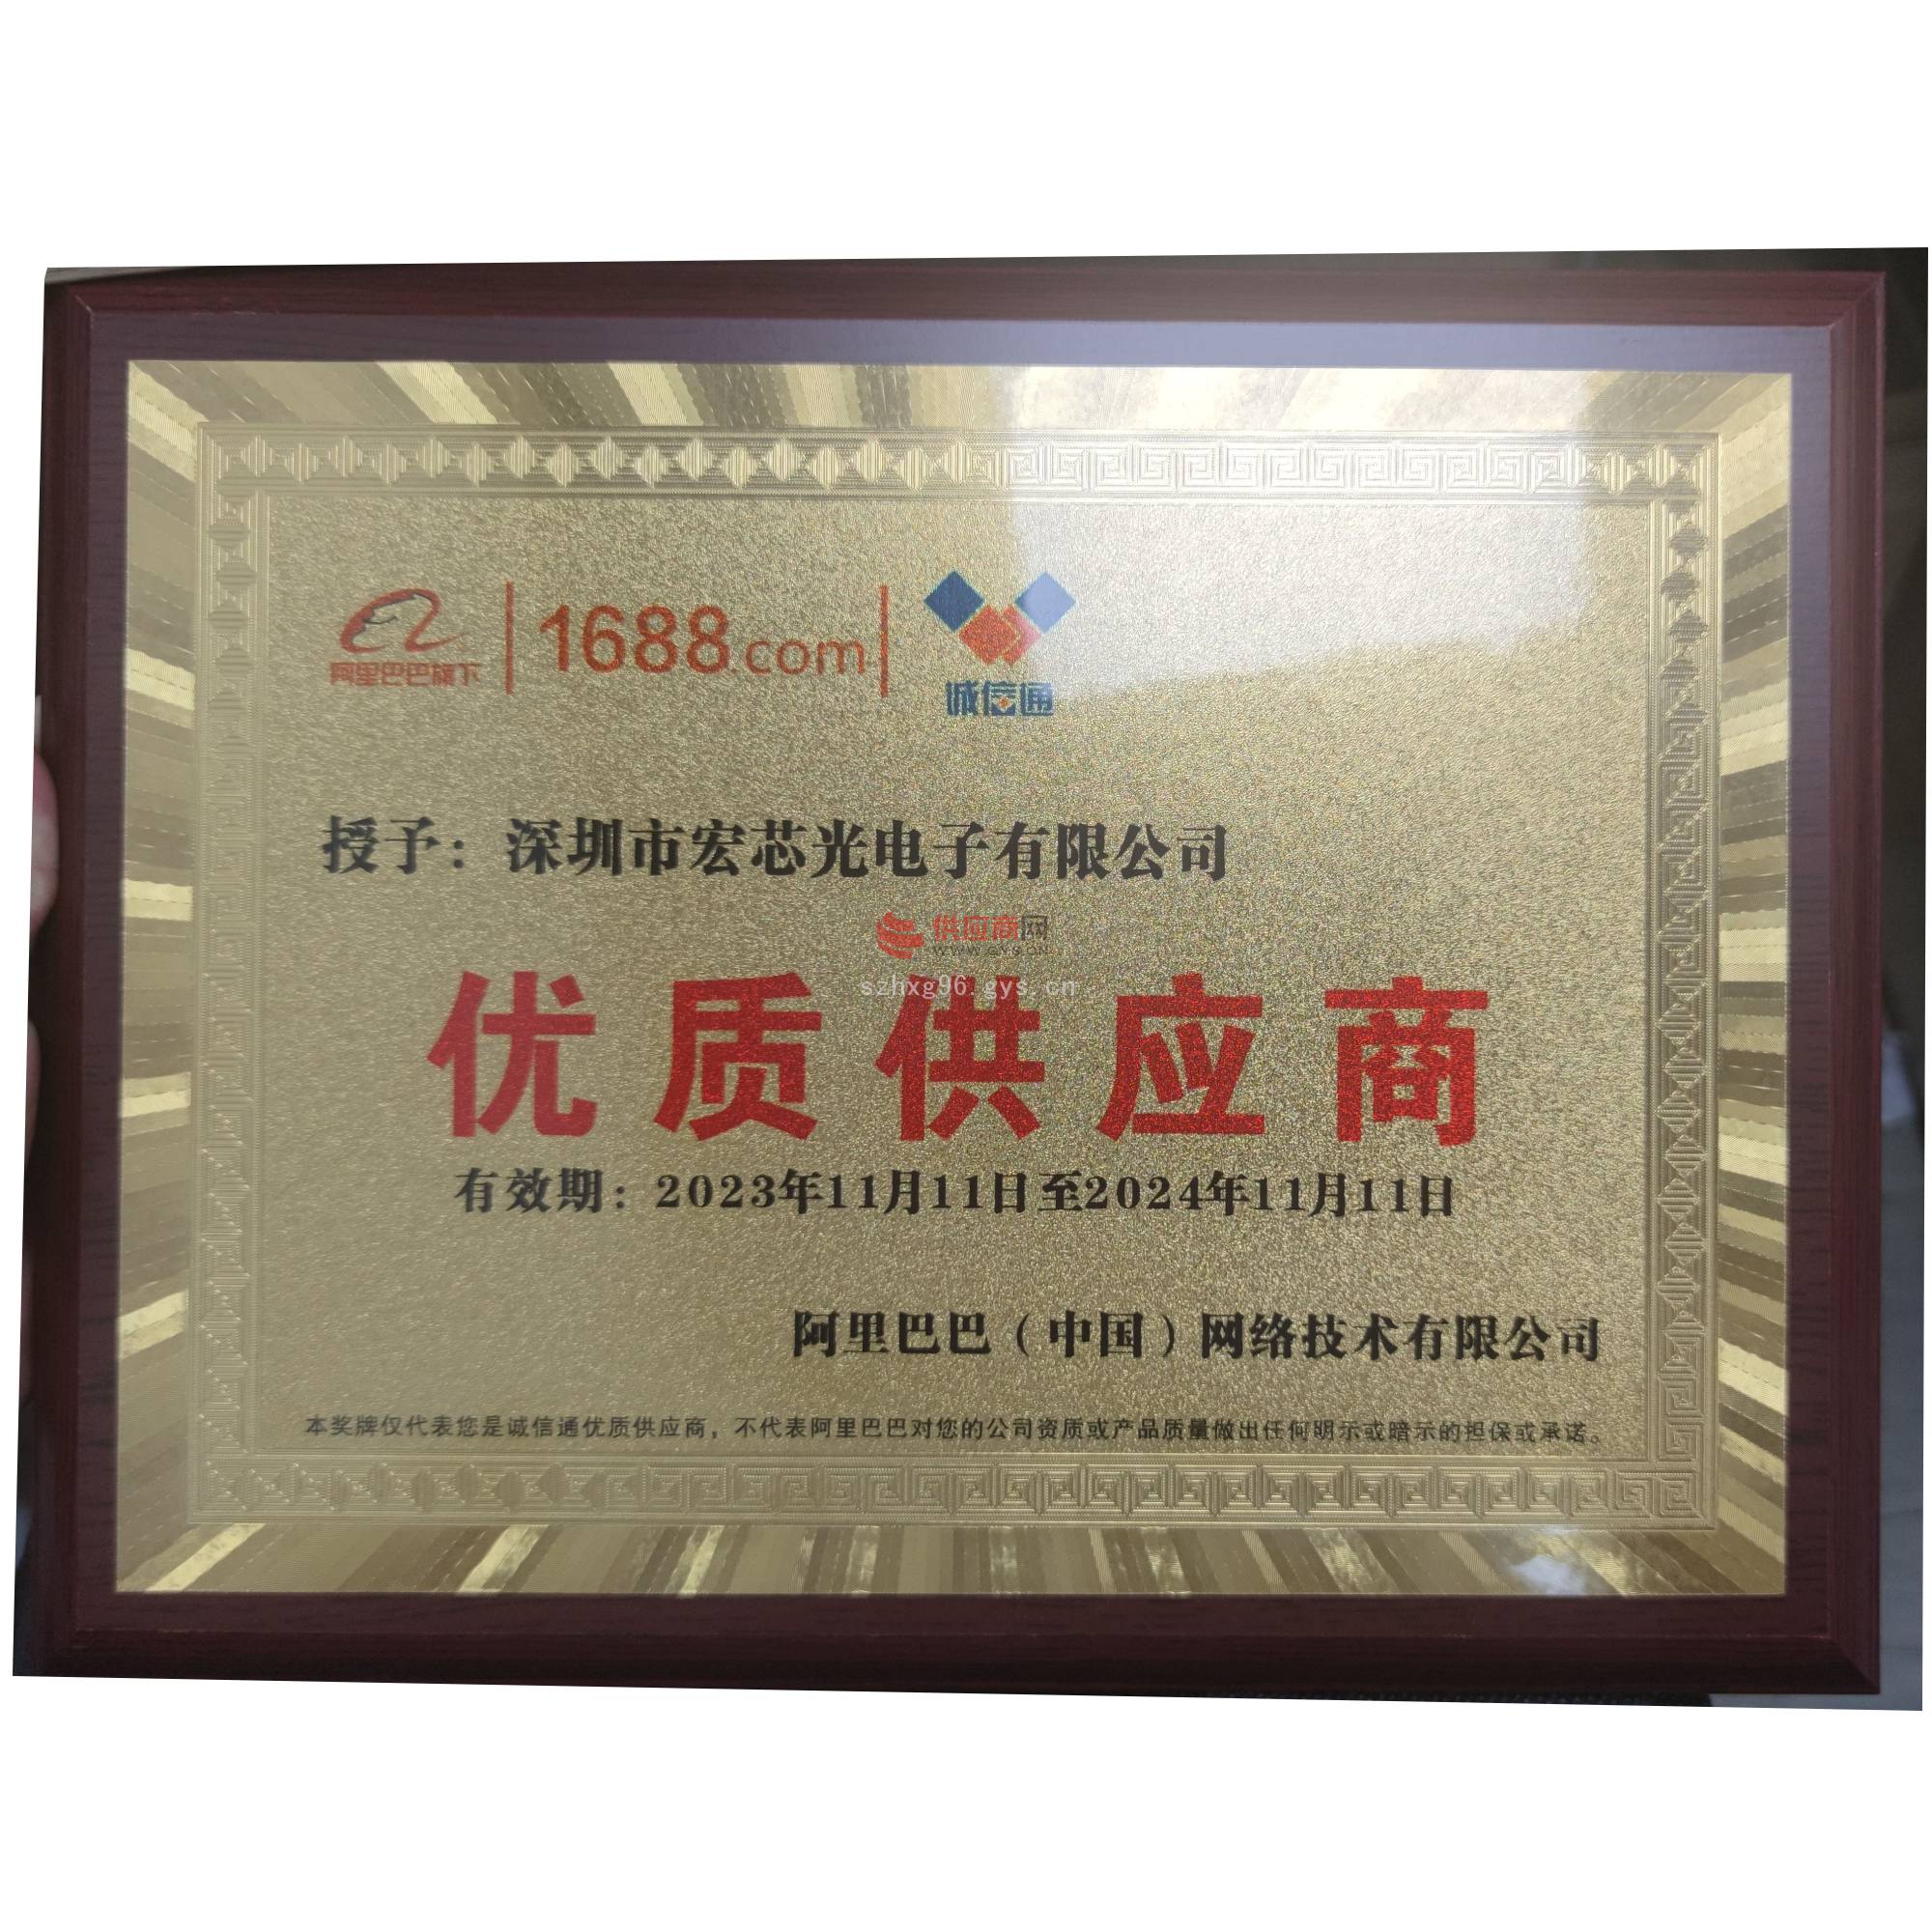 阿里巴巴旗下
1688.com
诚信通
授予：深圳市宏芯光电子有限公司
供应商网
WWW.GYS.CN
szhxg96.gys.cn
优质供应商
有效期：2023年11月11日至2024年11月11日
阿里巴巴（中国）网络技术有限公司
本奖牌仅代表您是诚信通优质供应商，不代表阿里巴巴对您的公司资质或产品质量做出任何明示或暗示的担保或承诺。